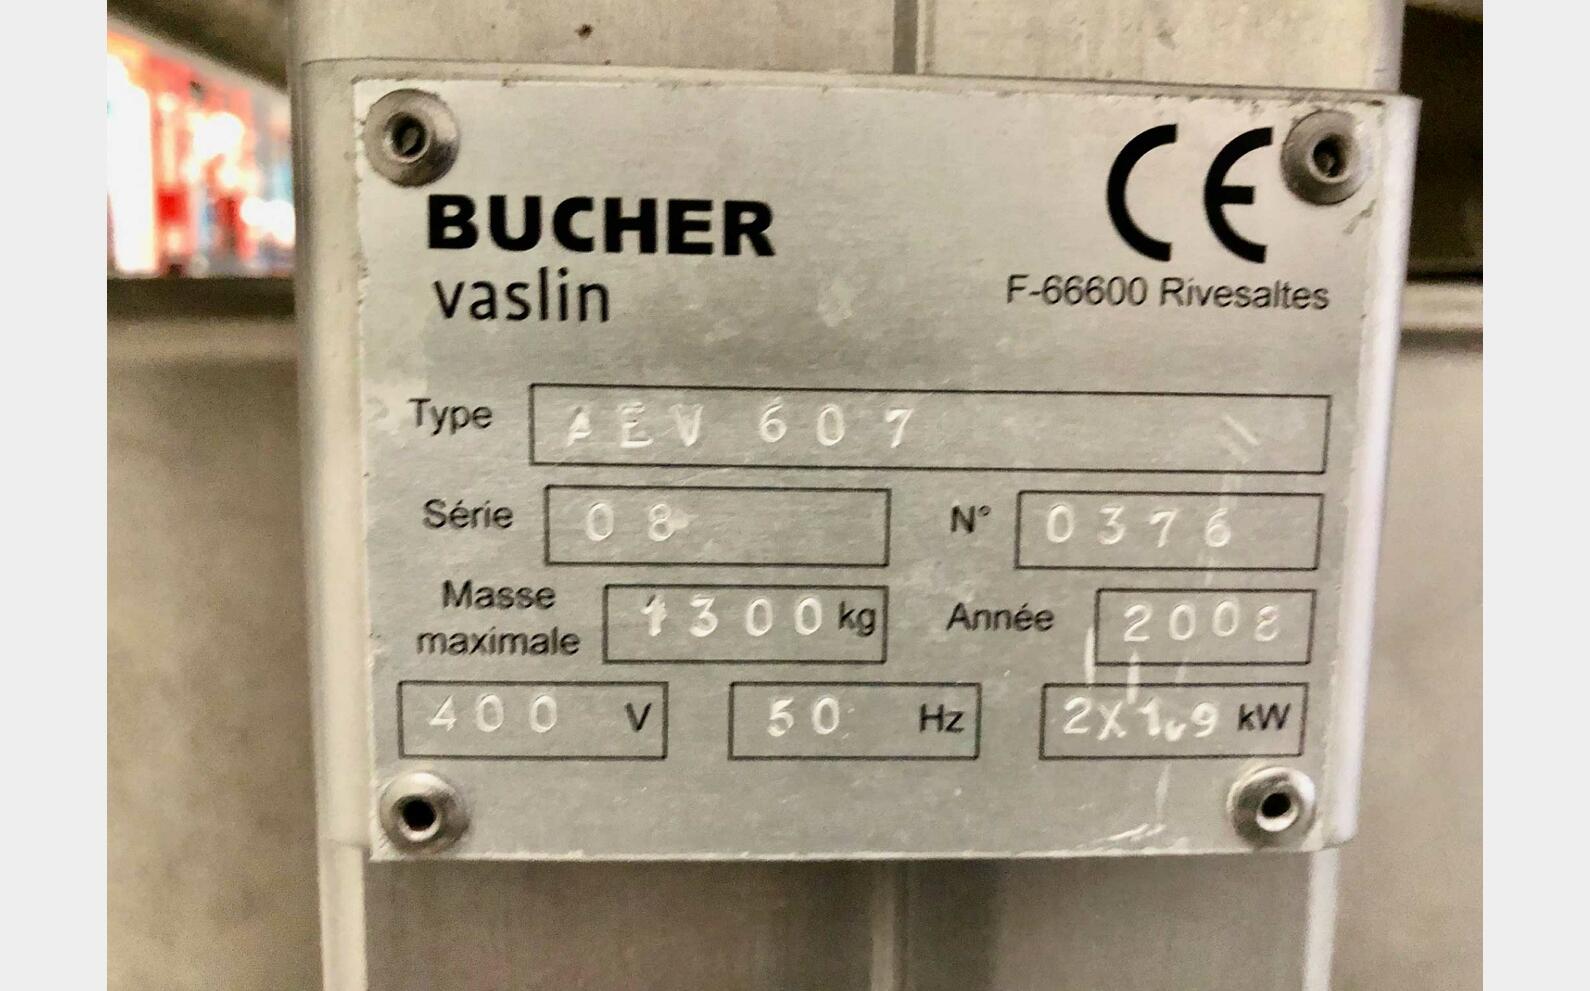 BUCHER
vaslin
CE
F-66600 Rivesaltes
Type AEV 607
Série 08 N° 0376
Masse maximale 1300 kg Année 2008
400 V 50 Hz 2X1,9 kW